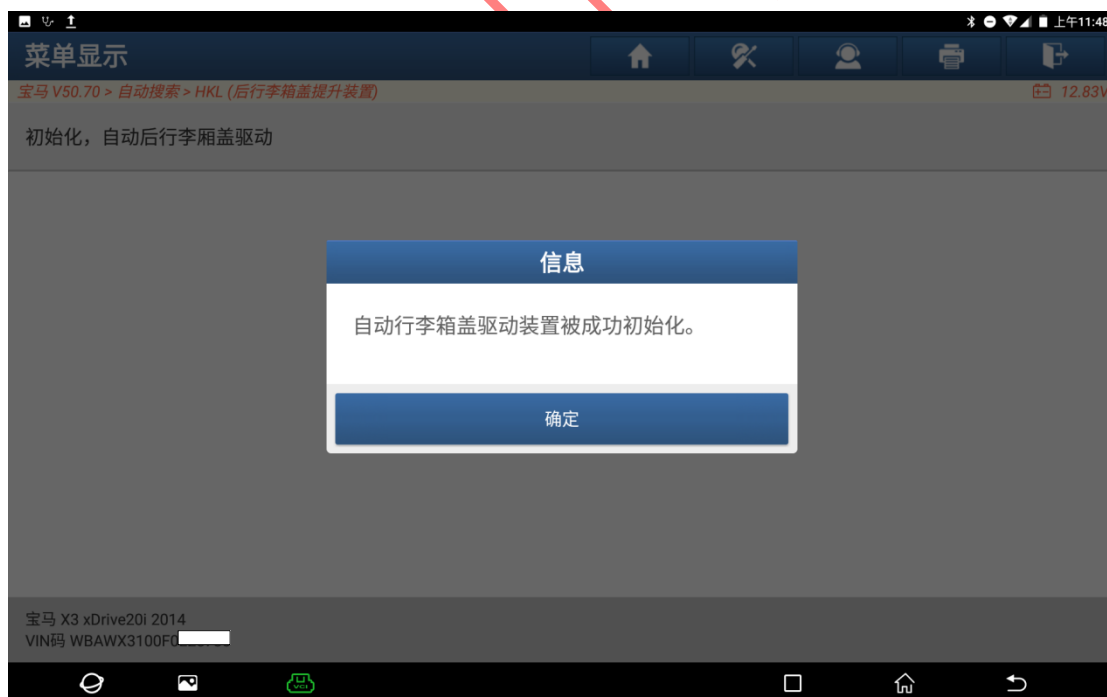 上午11:48
菜单显示
宝马 V50.70 > 自动搜索 > HKL (后行李箱盖提升装置)
12.83V
初始化，自动后行李厢盖驱动
信息
自动行李箱盖驱动装置被成功初始化。
确定
宝马 X3 xDrive20i 2014
VIN码 WBAWX3100F0
VCI